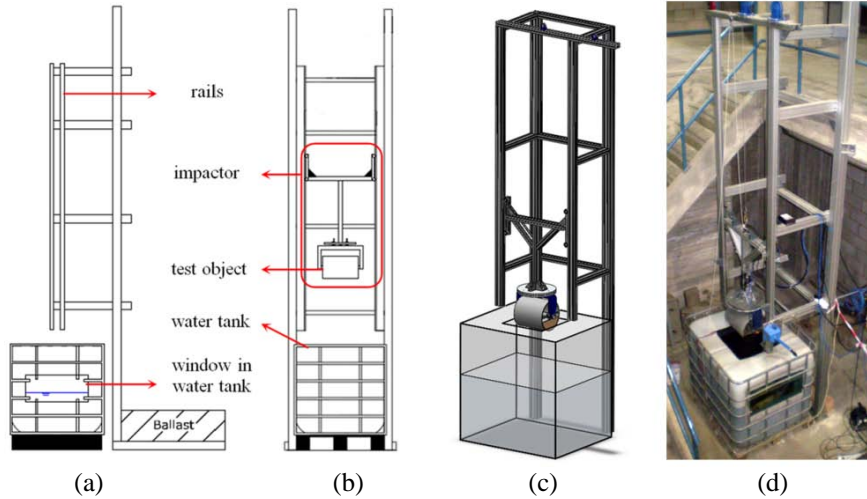 rails
impactor
test object
water tank
window in
water tank
Ballast
(a) (b) (c) (d)